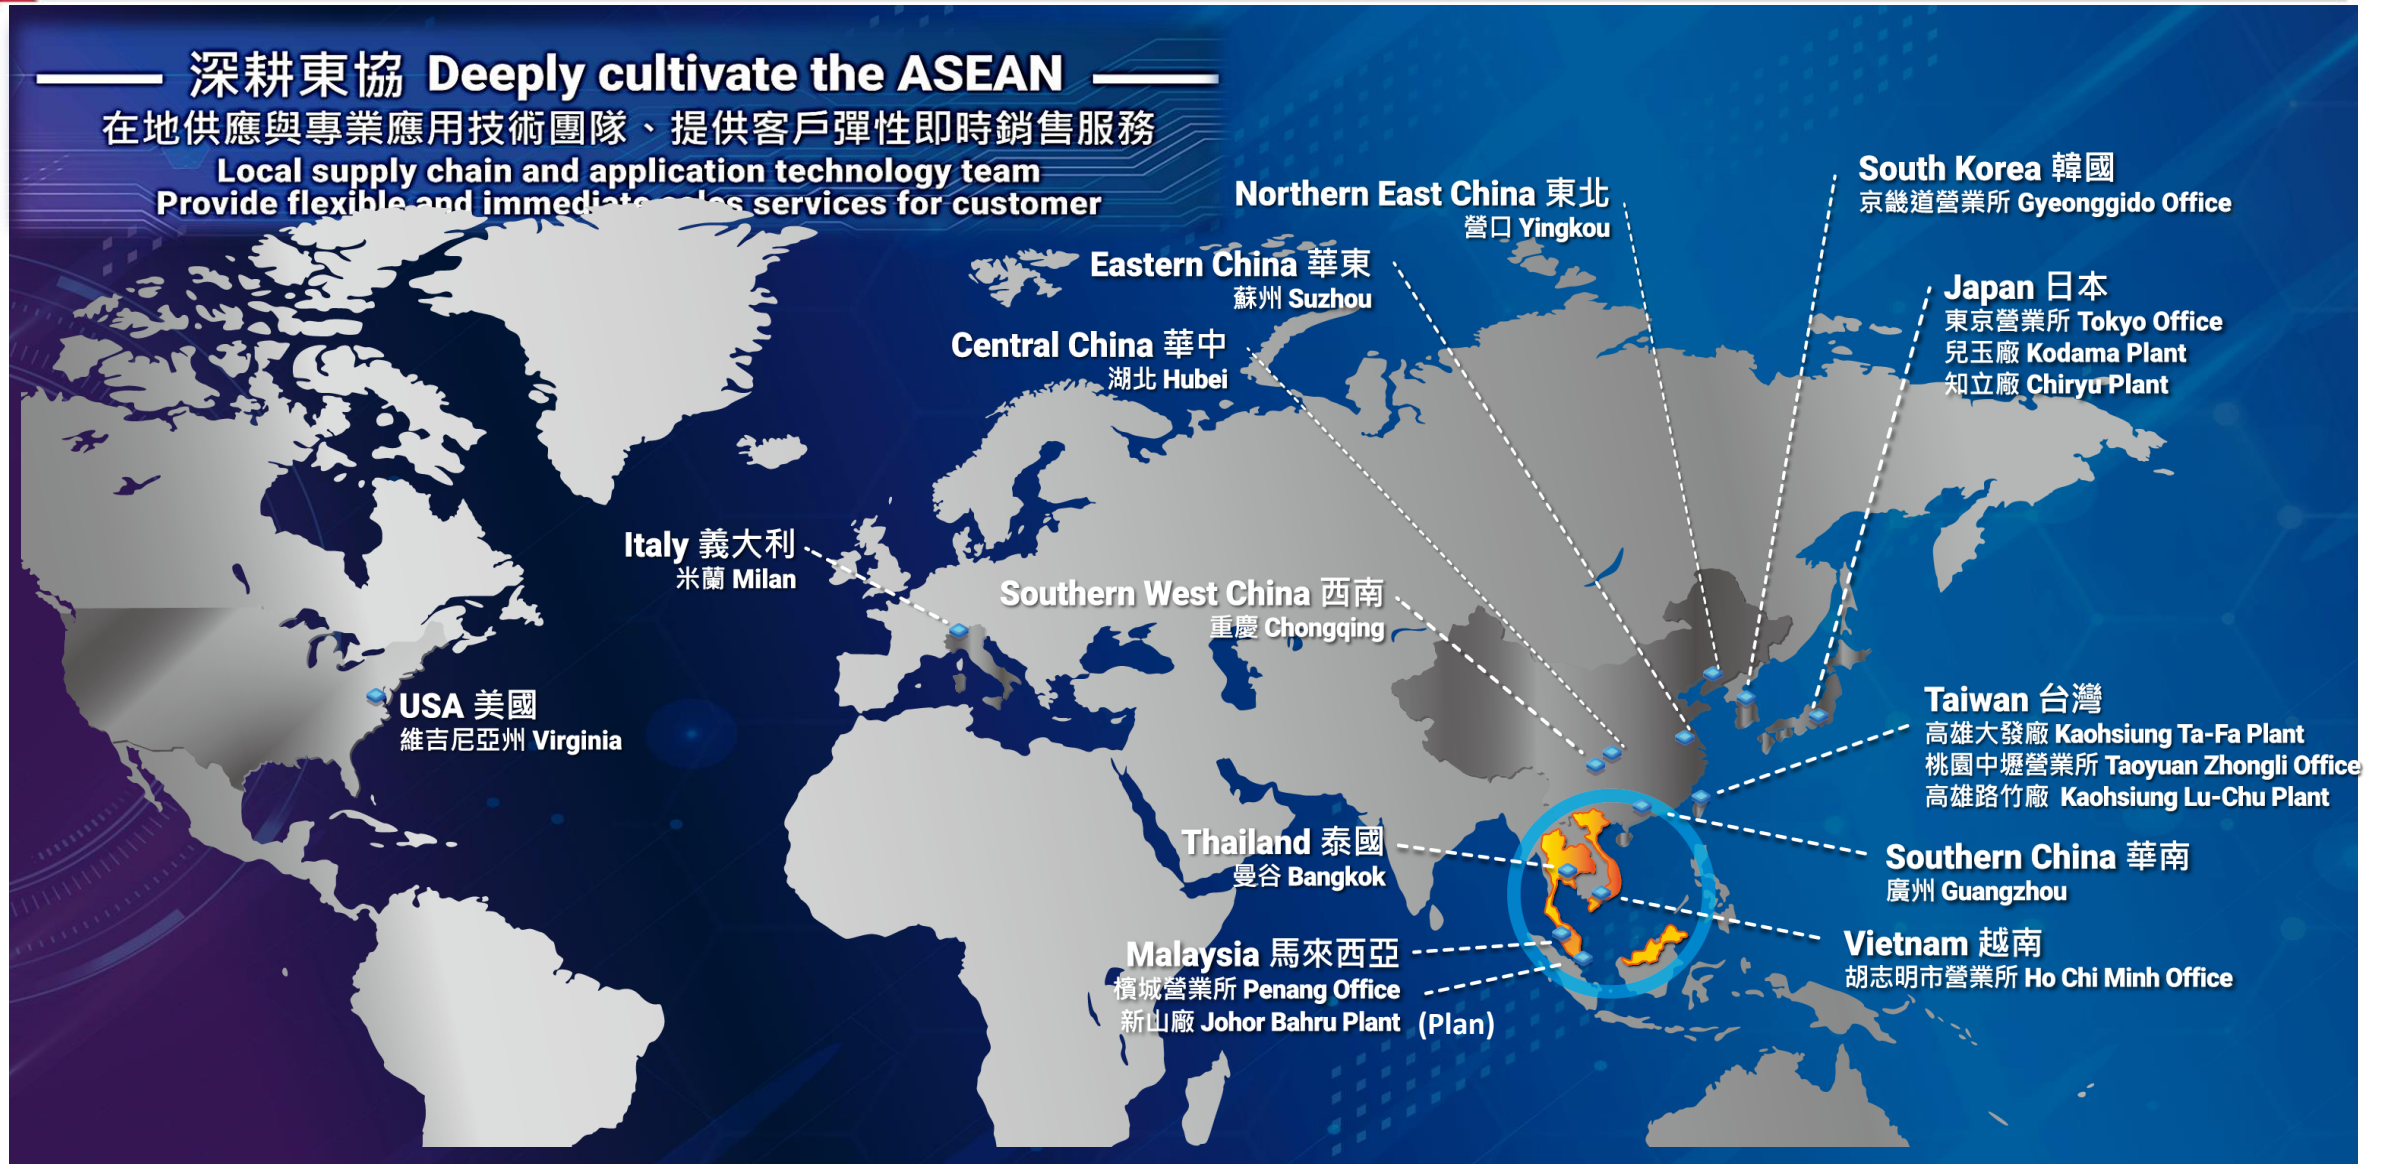 深耕東協 Deeply cultivate the ASEAN
在地供應與專業應用技術團隊、提供客戶彈性即時銷售服務
Local supply chain and application technology team
Provide flexible and immediate sales services for customer
Northern East China 東北
營口 Yingkou
South Korea 韓國
京畿道營業所 Gyeonggido Office
Eastern China 華東
蘇州 Suzhou
Japan 日本
東京營業所 Tokyo Office
兒玉廠 Kodama Plant
知立廠 Chiryu Plant
Central China 華中
湖北 Hubei
Italy 義大利
米蘭 Milan
Southern West China 西南
重慶 Chongqing
USA 美國
維吉尼亞州 Virginia
Taiwan 台灣
高雄大發廠 Kaohsiung Ta-Fa Plant
桃園中壢營業所 Taoyuan Zhongli Office
高雄路竹廠 Kaohsiung Lu-Chu Plant
Thailand 泰國
曼谷 Bangkok
Southern China 華南
廣州 Guangzhou
Malaysia 馬來西亞
檳城營業所 Penang Office
新山廠 Johor Bahru Plant (Plan)
Vietnam 越南
胡志明市營業所 Ho Chi Minh Office